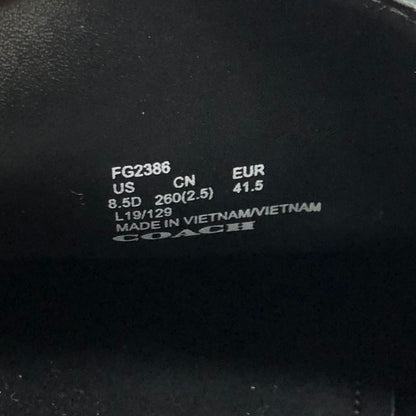 FG2386
US CN EUR
8.5D 260(2.5) 41.5
L19/129
MADE IN VIETNAM/VIETNAM
COACH